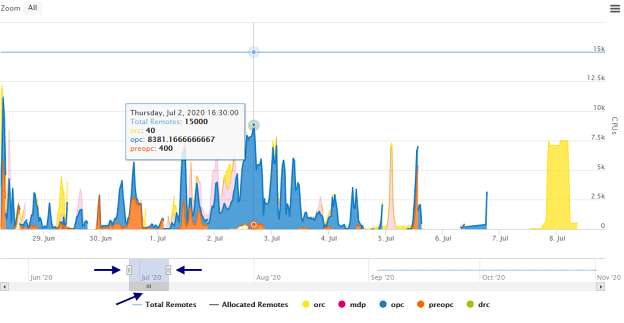 Zoom All
15k
12.5k
10k
7.5k
5k
2.5k
0
CPUs
Thursday, Jul 2, 2020 16:30:00
Total Remotes: 15000
orc: 40
opc: 8381.1666666667
preopc: 400
29. Jun 30. Jun 1. Jul 2. Jul 3. Jul 4. Jul 5. Jul 6. Jul 7. Jul 8. Jul
Jun '20 Jul '20 Aug '20 Sep '20 Oct '20 Nov '20
Total Remotes Allocated Remotes orc mdp opc preopc drc